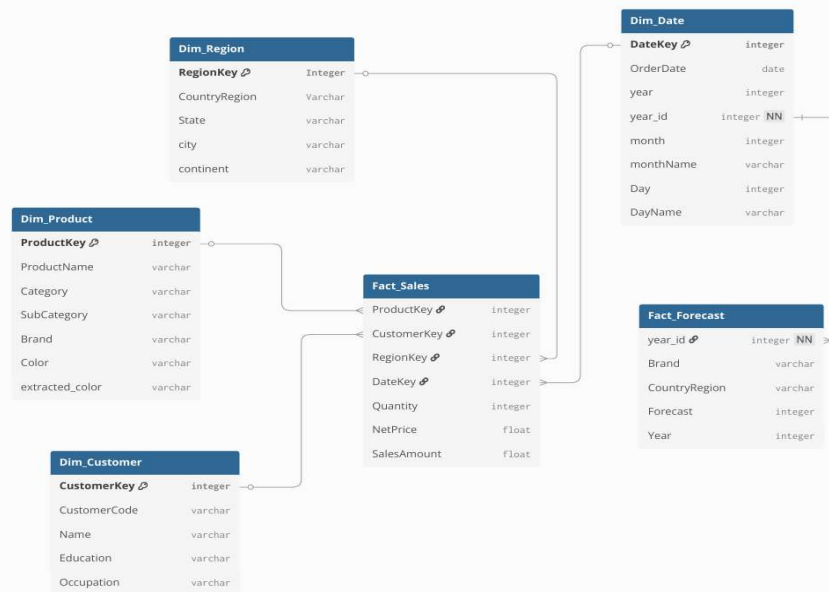 Dim_Region
RegionKey Integer
CountryRegion Varchar
State varchar
city varchar
continent varchar
Dim_Date
DateKey integer
OrderDate date
year integer
year_id integer NN
month integer
monthName varchar
Day integer
DayName varchar
Dim_Product
ProductKey integer
ProductName varchar
Category varchar
SubCategory varchar
Brand varchar
Color varchar
extracted_color varchar
Fact_Sales
ProductKey integer
CustomerKey integer
RegionKey integer
DateKey integer
Quantity integer
NetPrice float
SalesAmount float
Fact_Forecast
year_id integer NN
Brand varchar
CountryRegion varchar
Forecast integer
Year integer
Dim_Customer
CustomerKey integer
CustomerCode varchar
Name varchar
Education varchar
Occupation varchar